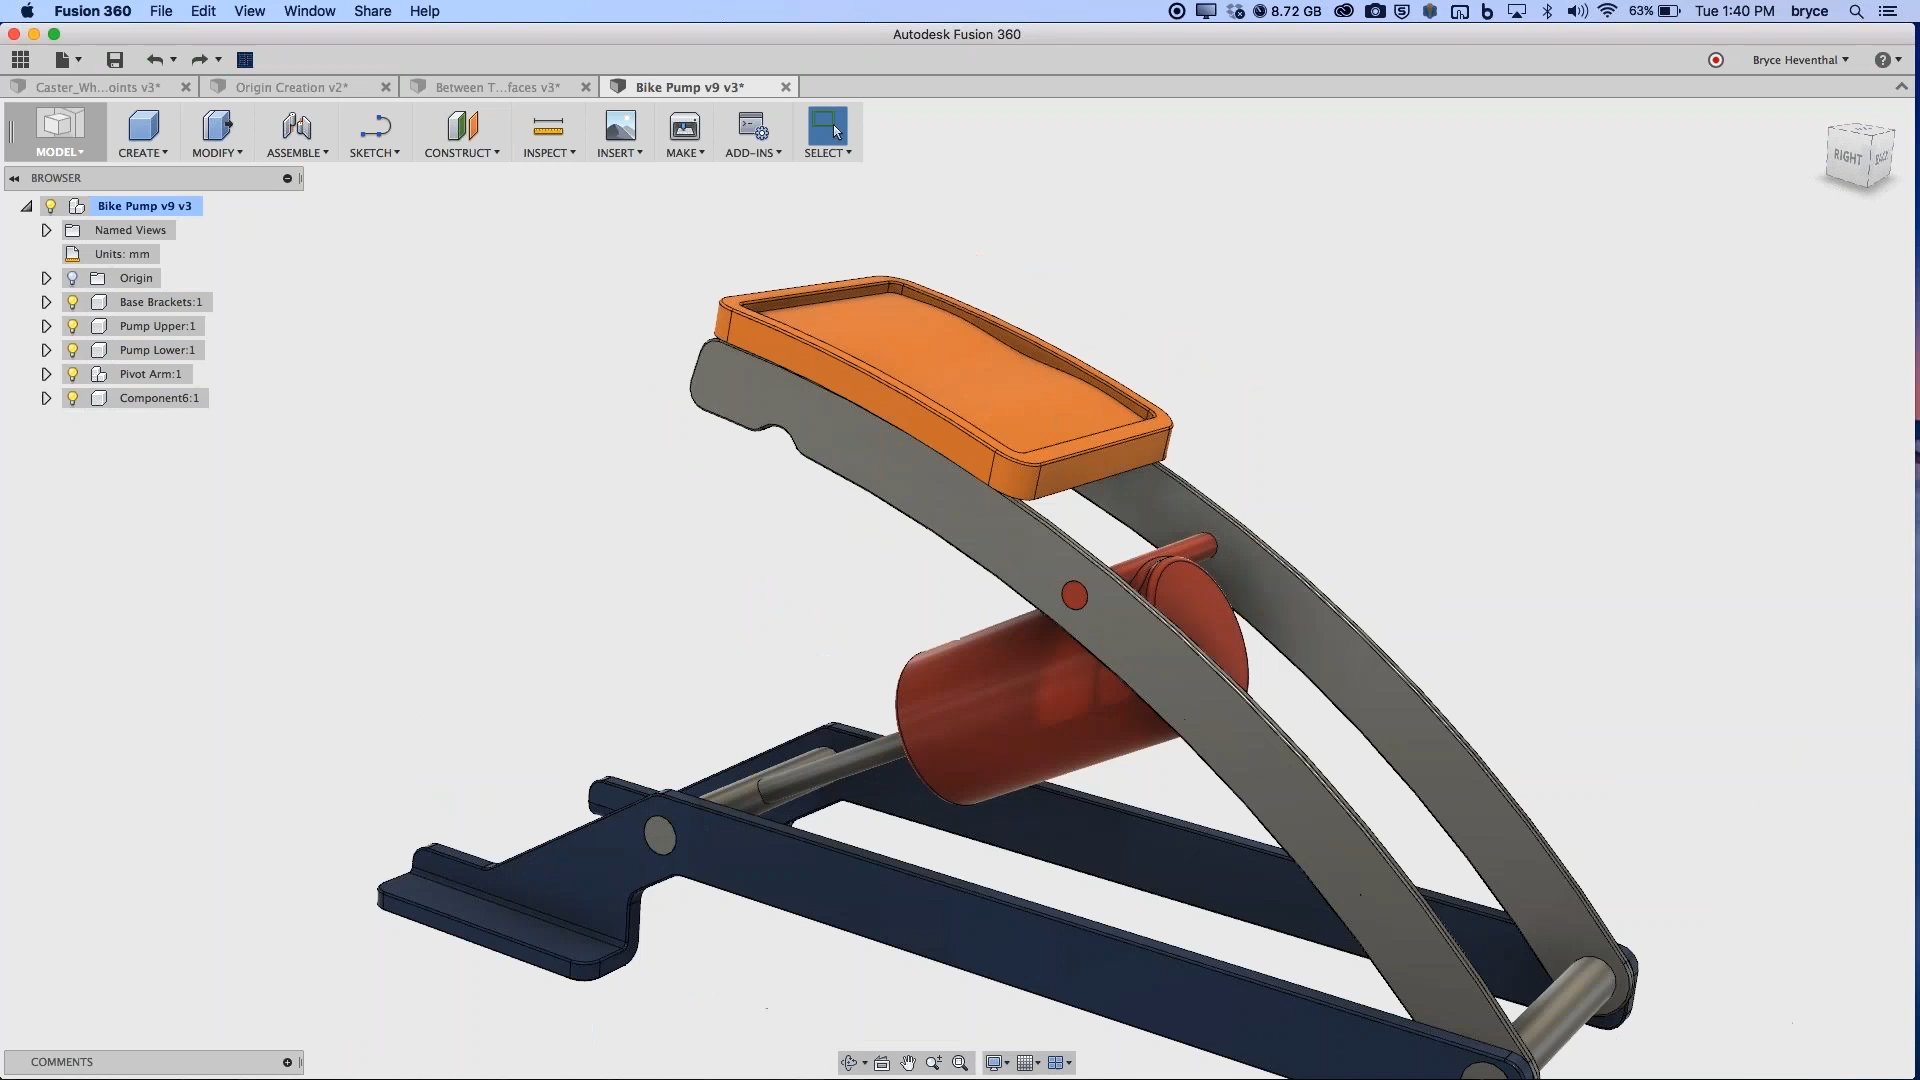 Fusion 360 File Edit View Window Share Help 8.72 GB 63% Tue 1:40 PM bryce
Autodesk Fusion 360
Bryce Heventhal
Caster_Wh...oints v3* Origin Creation v2* Between T...faces v3* Bike Pump v9 v3*
MODEL CREATE MODIFY ASSEMBLE SKETCH CONSTRUCT INSPECT INSERT MAKE ADD-INS SELECT
RIGHT BACK
BROWSER
Bike Pump v9 v3
Named Views
Units: mm
Origin
Base Brackets:1
Pump Upper:1
Pump Lower:1
Pivot Arm:1
Component6:1
COMMENTS